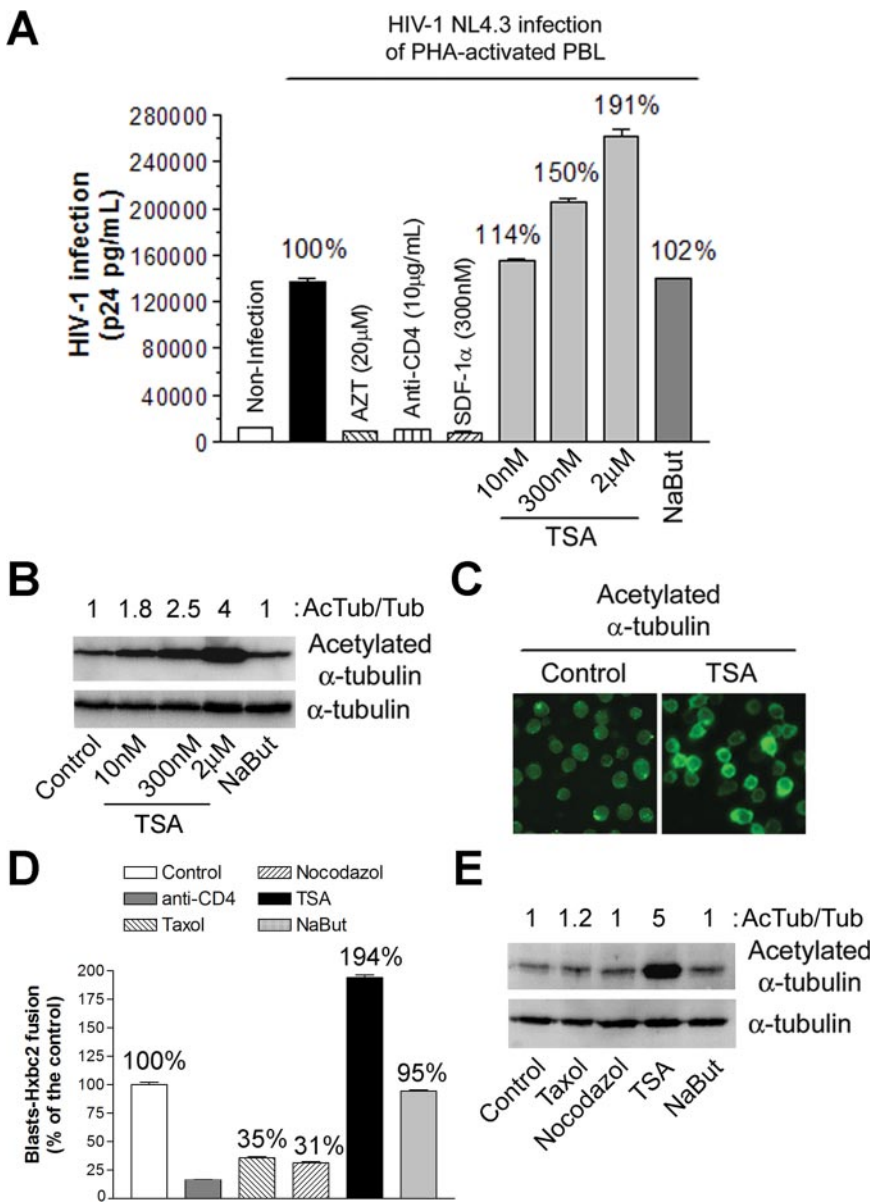 A
HIV-1 NL4.3 infection
of PHA-activated PBL
HIV-1 infection
(p24 pg/mL)
280000
240000
200000
160000
120000
80000
40000
0
Non-Infection
100%
AZT (20μM)
Anti-CD4 (10μg/mL)
SDF-1α (300nM)
114%
150%
191%
102%
10nM
300nM
2μM
NaBut
TSA
B
1 1.8 2.5 4 1 :AcTub/Tub
Acetylated
α-tubulin
α-tubulin
Control
10nM
300nM
2μM
NaBut
TSA
C
Acetylated
α-tubulin
Control TSA
D
Control
Nocodazol
anti-CD4
TSA
Taxol
NaBut
Blasts-Hxbc2 fusion
(% of the control)
200
175
150
125
100
75
50
25
0
100%
35%
31%
194%
95%
E
1 1.2 1 5 1 :AcTub/Tub
Acetylated
α-tubulin
α-tubulin
Control
Taxol
Nocodazol
TSA
NaBut